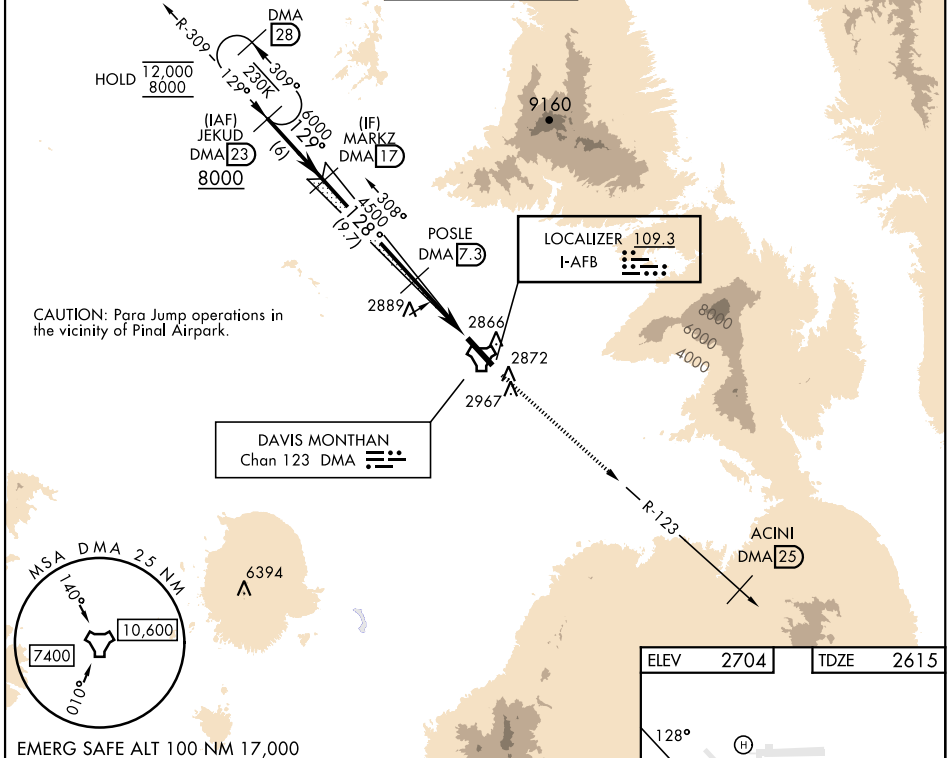 DMA
28
R-309
309°
230K
129°
HOLD 12,000
8000
(IAF)
JEKUD
DMA 23
8000
6000
129°
(6)
(IF)
MARKZ
DMA 17
308°
4500
128°
(9.7)
POSLE
DMA 7.3
9160
LOCALIZER 109.3
I-AFB
2889
2866
2872
2967
8000
6000
4000
CAUTION: Para Jump operations in
the vicinity of Pinal Airpark.
DAVIS MONTHAN
Chan 123 DMA
R-123
ACINI
DMA 25
6394
MSA DMA 25 NM
140°
10,600
7400
010°
EMERG SAFE ALT 100 NM 17,000
ELEV 2704 TDZE 2615
128°
H